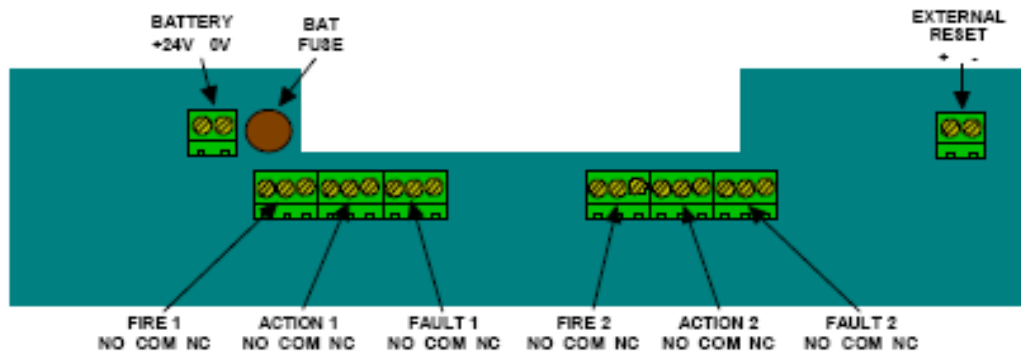 BATTERY
+24V 0V
BAT
FUSE
EXTERNAL
RESET
+ -
FIRE 1
NO COM NC
ACTION 1
NO COM NC
FAULT 1
NO COM NC
FIRE 2
NO COM NC
ACTION 2
NO COM NC
FAULT 2
NO COM NC